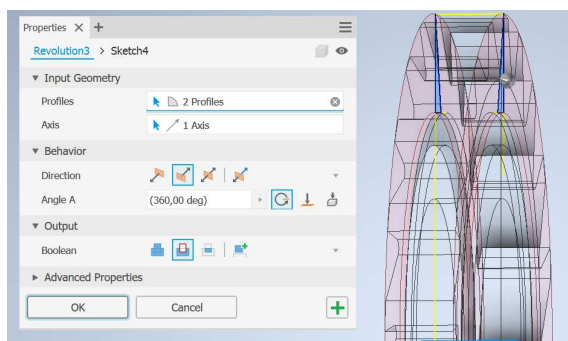 Properties
Revolution3 > Sketch4
Input Geometry
Profiles 2 Profiles
Axis 1 Axis
Behavior
Direction
Angle A (360,00 deg)
Output
Boolean
Advanced Properties
OK Cancel